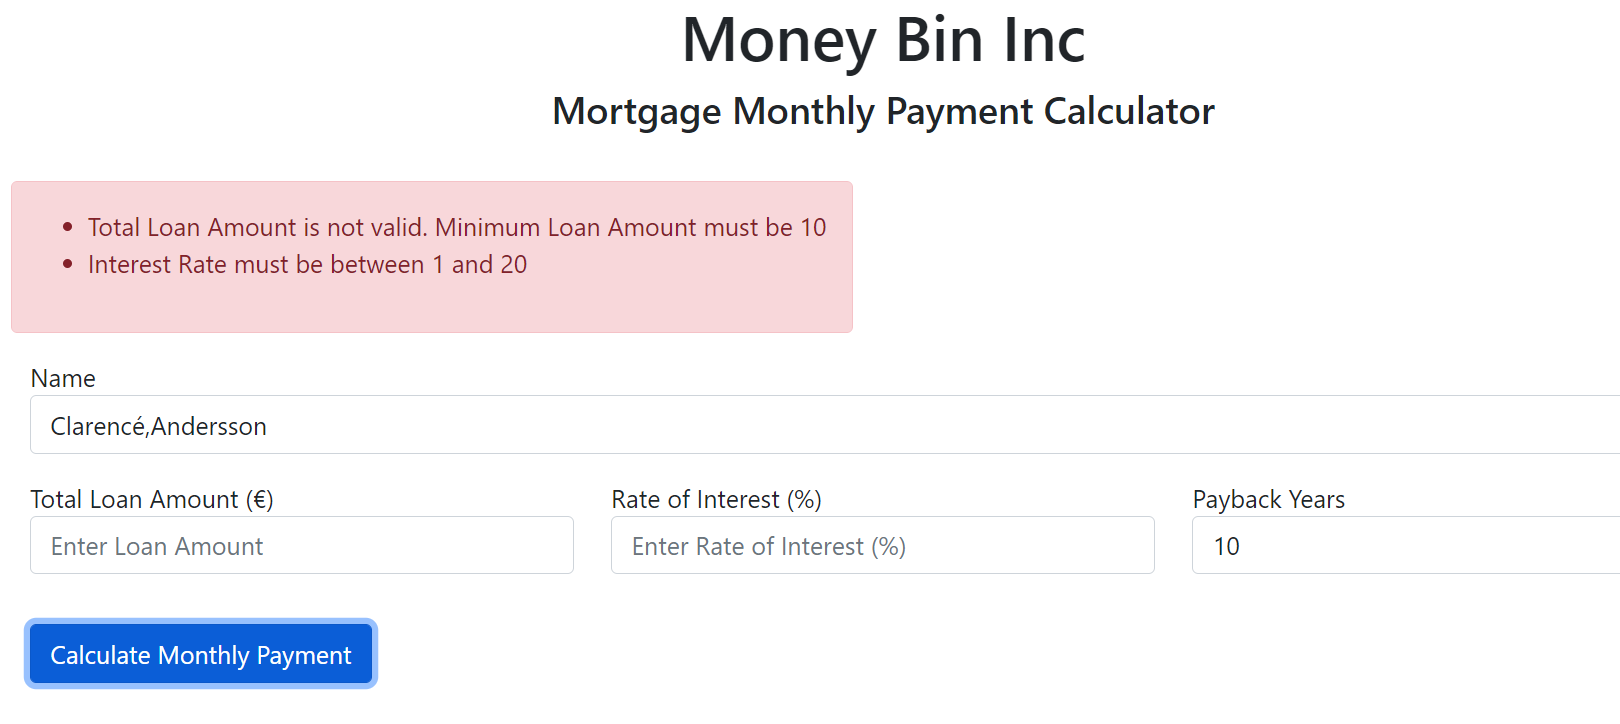 Money Bin Inc
Mortgage Monthly Payment Calculator
Total Loan Amount is not valid. Minimum Loan Amount must be 10
Interest Rate must be between 1 and 20
Name
Clarencé,Andersson
Total Loan Amount (€) Rate of Interest (%) Payback Years
Enter Loan Amount Enter Rate of Interest (%) 10
Calculate Monthly Payment